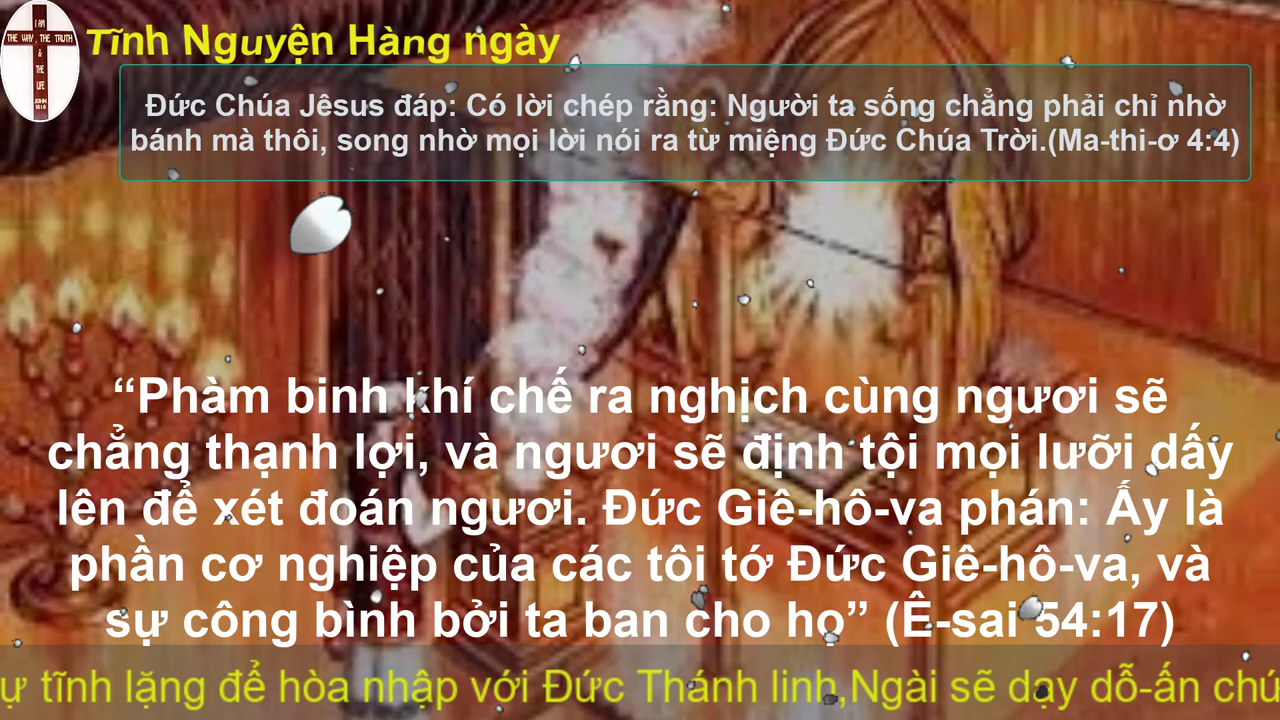 I AM
THE WAY, THE TRUTH
&
THE
LIFE
JOHN
14:6
Tĩnh Nguyện Hàng ngày
Đức Chúa Jêsus đáp: Có lời chép rằng: Người ta sống chẳng phải chỉ nhờ
bánh mà thôi, song nhờ mọi lời nói ra từ miệng Đức Chúa Trời.(Ma-thi-ơ 4:4)
“Phàm binh khí chế ra nghịch cùng ngươi sẽ
chẳng thạnh lợi, và ngươi sẽ định tội mọi lưỡi dấy
lên để xét đoán ngươi. Đức Giê-hô-va phán: Ấy là
phần cơ nghiệp của các tôi tớ Đức Giê-hô-va, và
sự công bình bởi ta ban cho họ” (Ê-sai 54:17)
ự tĩnh lặng để hòa nhập với Đức Thánh linh,Ngài sẽ dạy dỗ-ấn chú